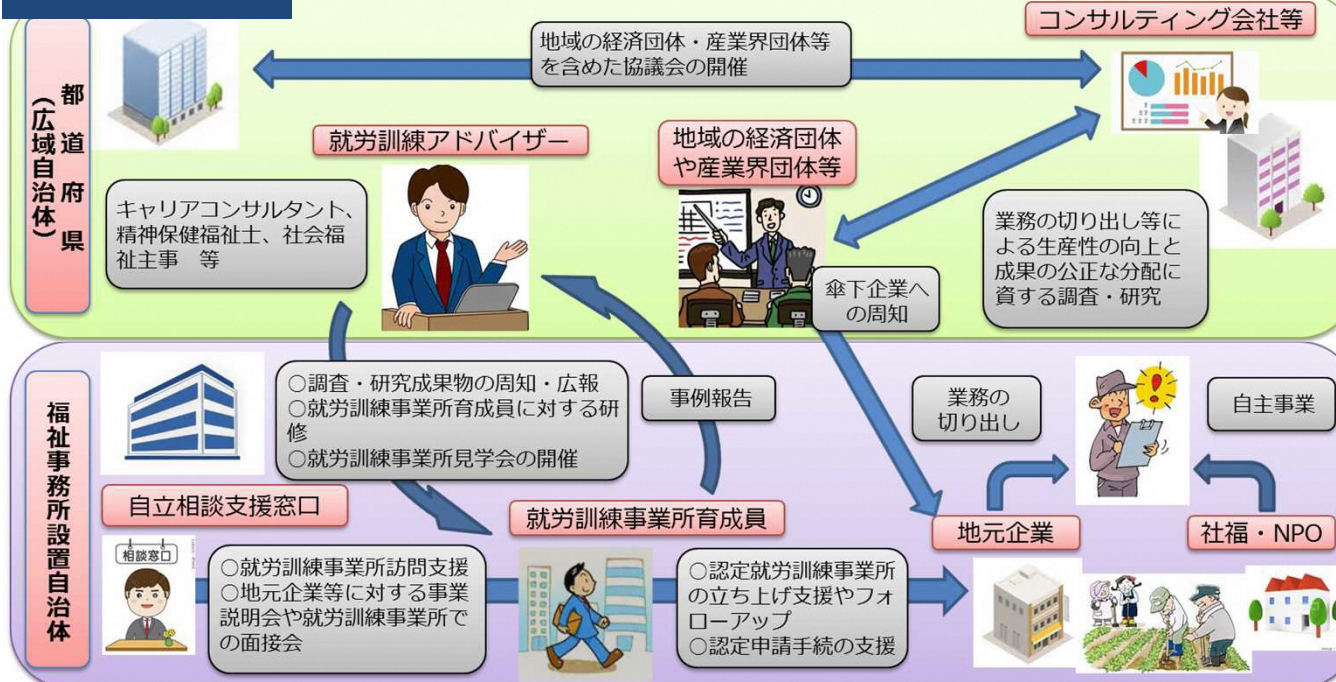 コンサルティング会社等
地域の経済団体・産業界団体等
を含めた協議会の開催
都道府県
（広域自治体）
就労訓練アドバイザー
地域の経済団体
や産業界団体等
キャリアコンサルタント、
精神保健福祉士、社会福
祉主事　等
業務の切り出し等に
よる生産性の向上と
成果の公正な分配に
資する調査・研究
傘下企業へ
の周知
福祉事務所設置自治体
○調査・研究成果物の周知・広報
○就労訓練事業所育成員に対する研
修
○就労訓練事業所見学会の開催
事例報告
業務の
切り出し
自主事業
自立相談支援窓口
就労訓練事業所育成員
地元企業
社福・NPO
相談窓口
○就労訓練事業所訪問支援
○地元企業等に対する事業
説明会や就労訓練事業所で
の面接会
○認定就労訓練事業所
の立ち上げ支援やフォ
ローアップ
○認定申請手続の支援